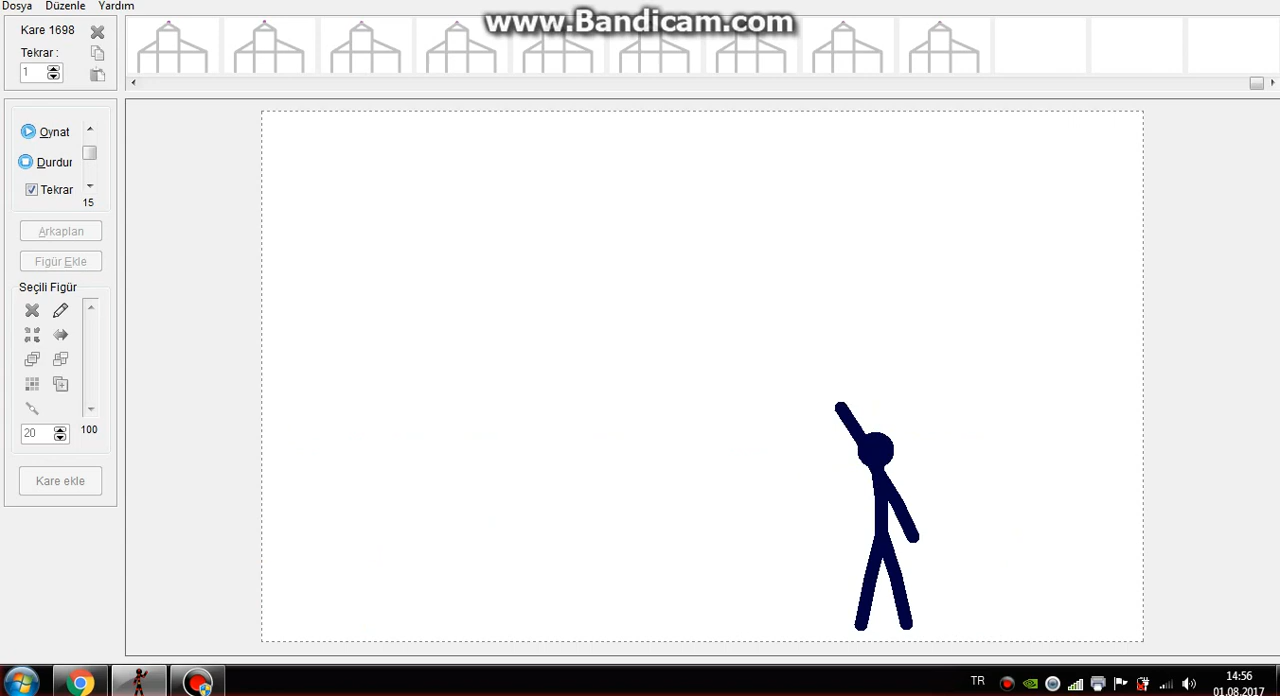 Dosya Düzenle Yardım
www.Bandicam.com
Kare 1698
Tekrar :
1
Oynat
Durdur
Tekrar
15
Arkaplan
Figür Ekle
Seçili Figür
20
100
Kare ekle
TR
14:56
01.08.2017